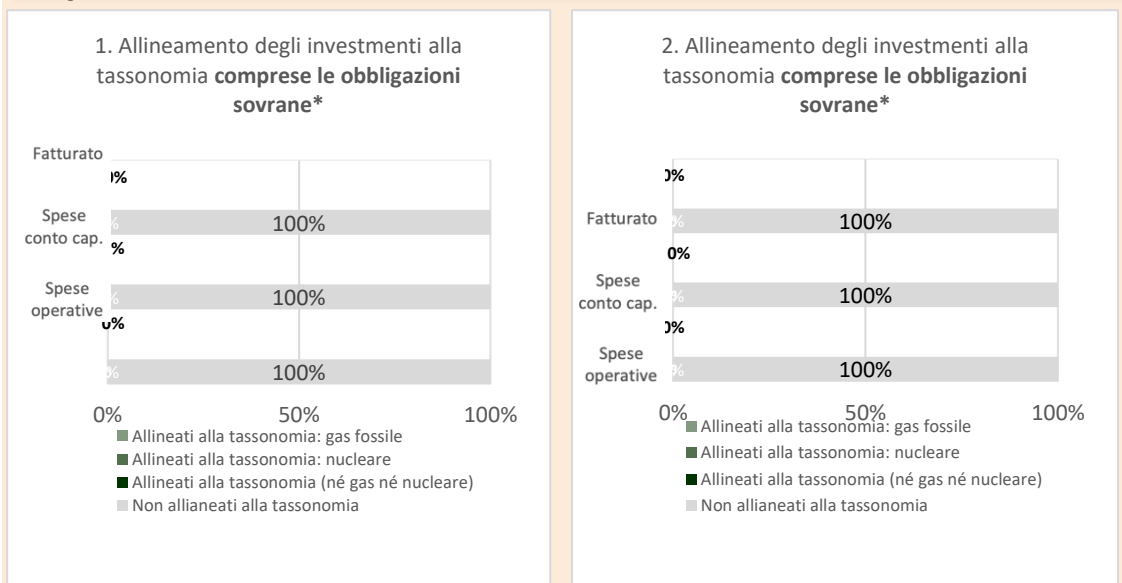 1. Allineamento degli investmenti alla
tassonomia comprese le obbligazioni
sovrane*
Fatturato
Spese
conto cap.
Spese
operative
100%
100%
0%
100%
0%
50%
100%
Allineati alla tassonomia: gas fossile
Allineati alla tassonomia: nucleare
Allineati alla tassonomia (né gas né nucleare)
Non allianeati alla tassonomia
2. Allineamento degli investmenti alla
tassonomia comprese le obbligazioni
sovrane*
0%
Fatturato
100%
0%
Spese
conto cap.
100%
0%
Spese
operative
100%
0%
50%
100%
Allineati alla tassonomia: gas fossile
Allineati alla tassonomia: nucleare
Allineati alla tassonomia (né gas né nucleare)
Non allianeati alla tassonomia